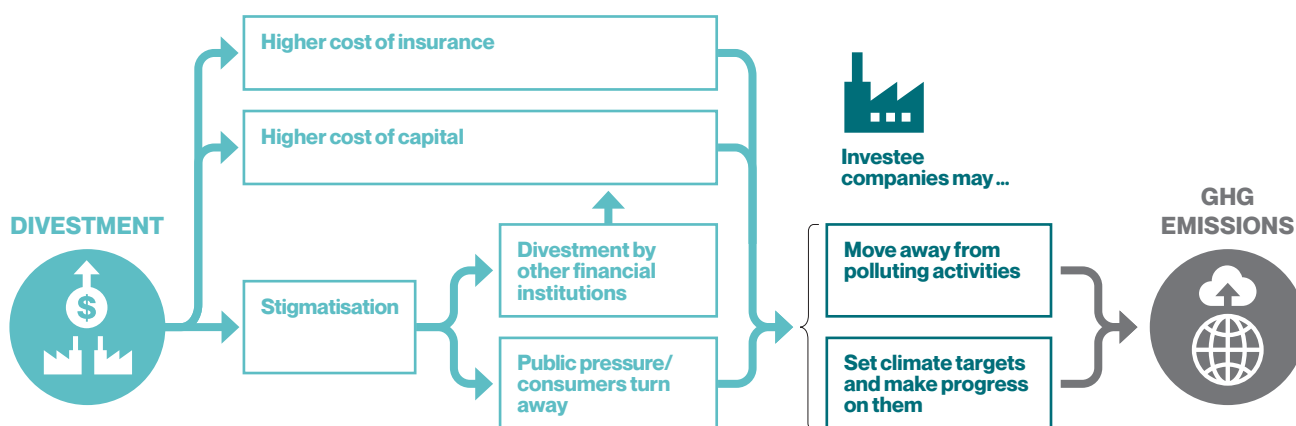 Higher cost of insurance
Higher cost of capital
Investee
companies may ...
DIVESTMENT
$
Stigmatisation
Divestment by
other financial
institutions
Public pressure/
consumers turn
away
Move away from
polluting activities
Set climate targets
and make progress
on them
GHG
EMISSIONS